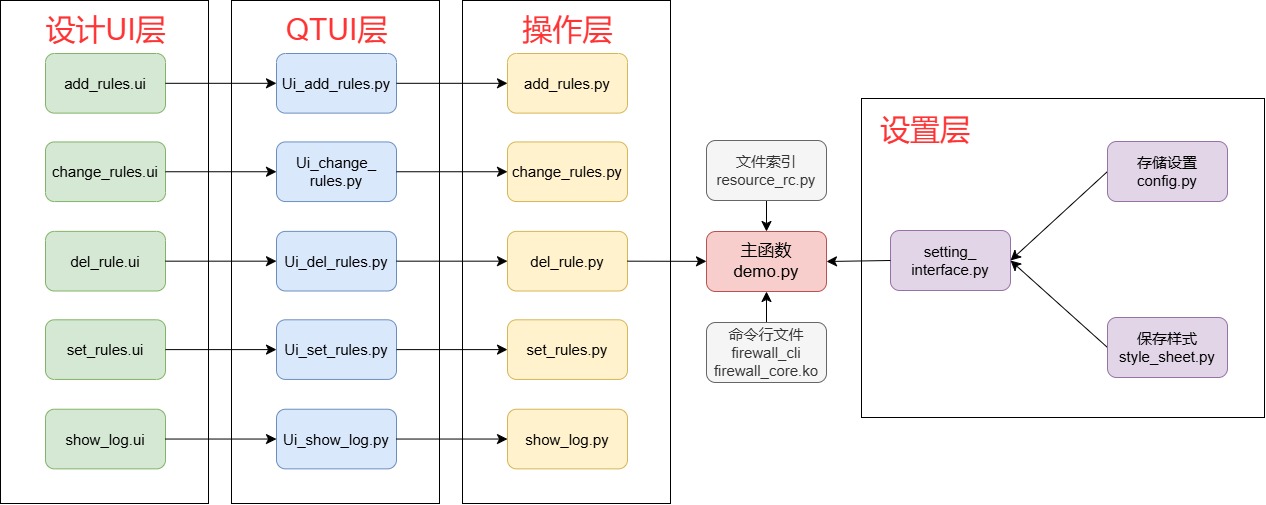 设计UI层
QTUI层
操作层
add_rules.ui
Ui_add_rules.py
add_rules.py
change_rules.ui
Ui_change_
rules.py
change_rules.py
del_rule.ui
Ui_del_rules.py
del_rule.py
set_rules.ui
Ui_set_rules.py
set_rules.py
show_log.ui
Ui_show_log.py
show_log.py
文件索引
resource_rc.py
主函数
demo.py
命令行文件
firewall_cli
firewall_core.ko
设置层
setting_
interface.py
存储设置
config.py
保存样式
style_sheet.py